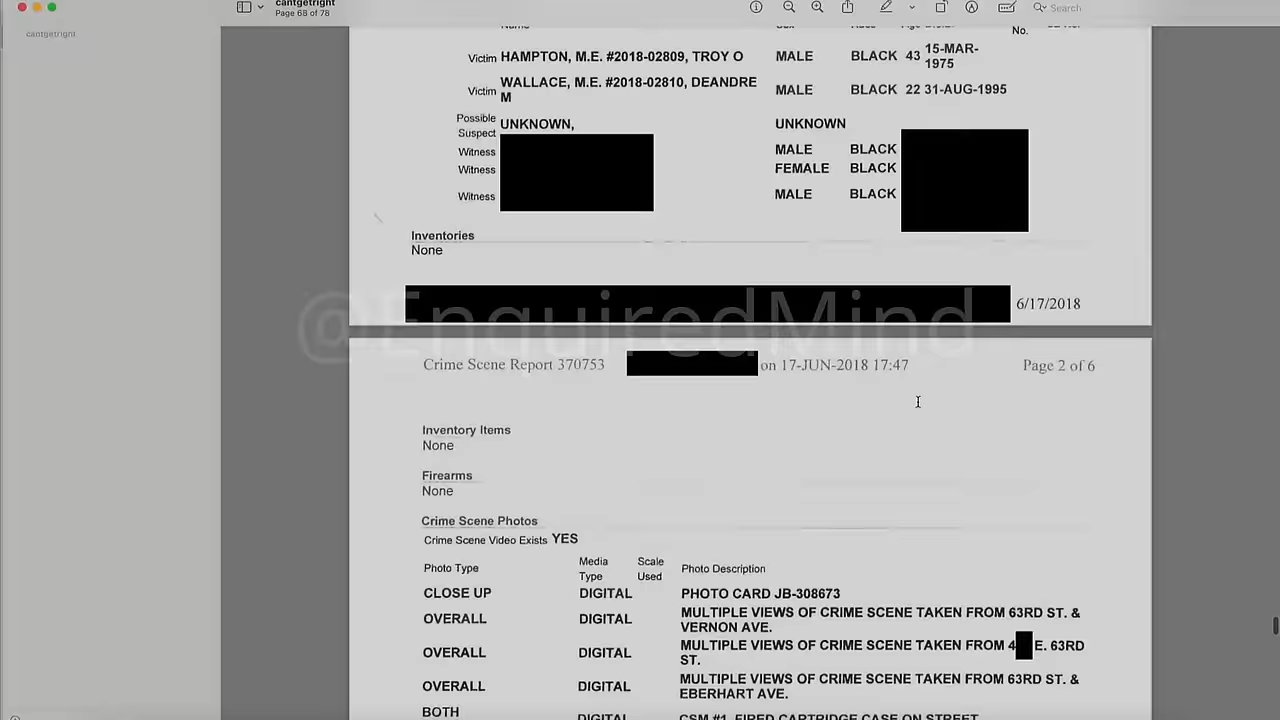 cantgetright
Page 68 of 78
Search
cantgetright
No.
Victim HAMPTON, M.E. #2018-02809, TROY O MALE BLACK 43 15-MAR-
1975
Victim WALLACE, M.E. #2018-02810, DEANDRE
M MALE BLACK 22 31-AUG-1995
Possible
Suspect UNKNOWN, UNKNOWN
Witness MALE BLACK
Witness FEMALE BLACK
Witness MALE BLACK
Inventories
None
6/17/2018
@EnquiredMind
Crime Scene Report 370753 on 17-JUN-2018 17:47 Page 2 of 6
Inventory Items
None
Firearms
None
Crime Scene Photos
Crime Scene Video Exists YES
Photo Type Media
Type Scale
Used Photo Description
CLOSE UP DIGITAL PHOTO CARD JB-308673
OVERALL DIGITAL MULTIPLE VIEWS OF CRIME SCENE TAKEN FROM 63RD ST. &
VERNON AVE.
OVERALL DIGITAL MULTIPLE VIEWS OF CRIME SCENE TAKEN FROM 4 E. 63RD
ST.
OVERALL DIGITAL MULTIPLE VIEWS OF CRIME SCENE TAKEN FROM 63RD ST. &
EBERHART AVE.
BOTH DIGITAL CSM #1, FIRED CARTRIDGE CASE ON STREET